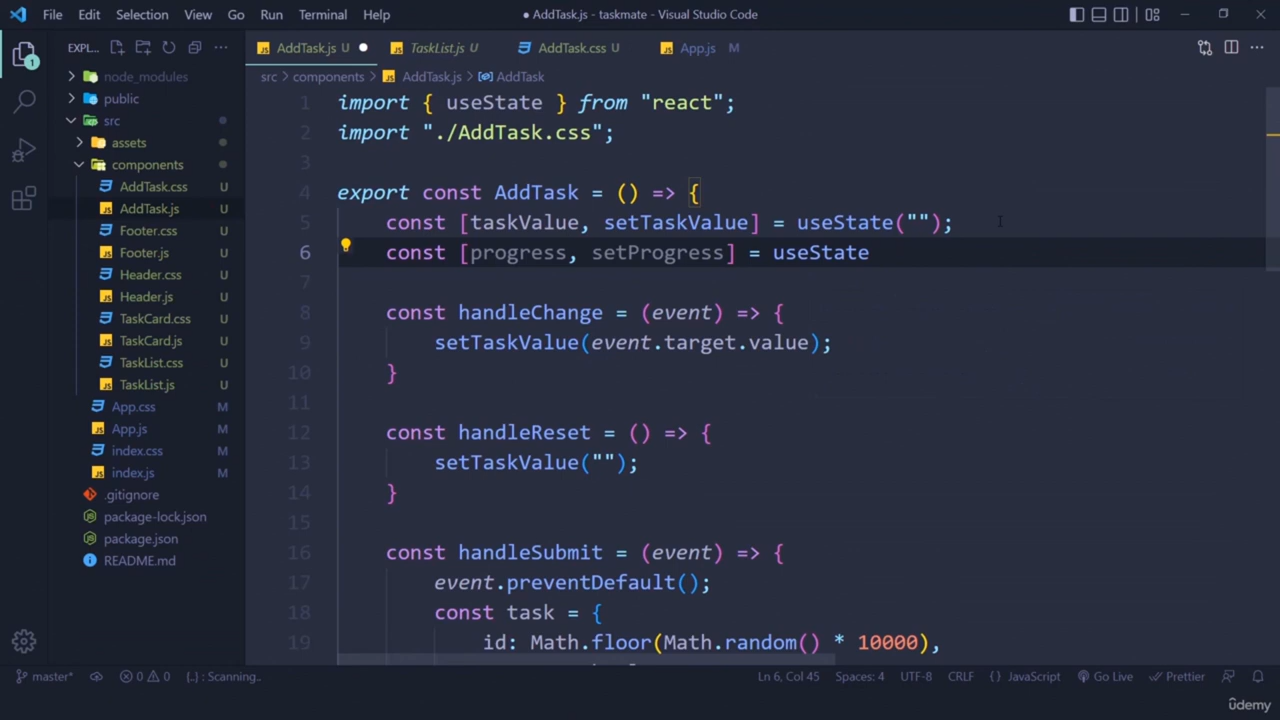 File Edit Selection View Go Run Terminal Help
● AddTask.js - taskmate - Visual Studio Code
EXPL...
AddTask.js U ●
TaskList.js U
AddTask.css U
App.js M
src > components > AddTask.js > AddTask
1
node_modules
public
src
assets
components
AddTask.css U
AddTask.js U
Footer.css U
Footer.js U
Header.css U
Header.js U
TaskCard.css U
TaskCard.js U
TaskList.css U
TaskList.js U
App.css M
App.js M
index.css M
index.js M
.gitignore
package-lock.json
package.json
README.md
1 import { useState } from "react";
2 import "./AddTask.css";
3
4 export const AddTask = () => {
5 const [taskValue, setTaskValue] = useState("");
6 const [progress, setProgress] = useState
7
8 const handleChange = (event) => {
9 setTaskValue(event.target.value);
10 }
11
12 const handleReset = () => {
13 setTaskValue("");
14 }
15
16 const handleSubmit = (event) => {
17 event.preventDefault();
18 const task = {
19 id: Math.floor(Math.random() * 10000),
master* 0 0 {..} : Scanning.. Ln 6, Col 45 Spaces: 4 UTF-8 CRLF {} JavaScript Go Live Prettier
ûdemy